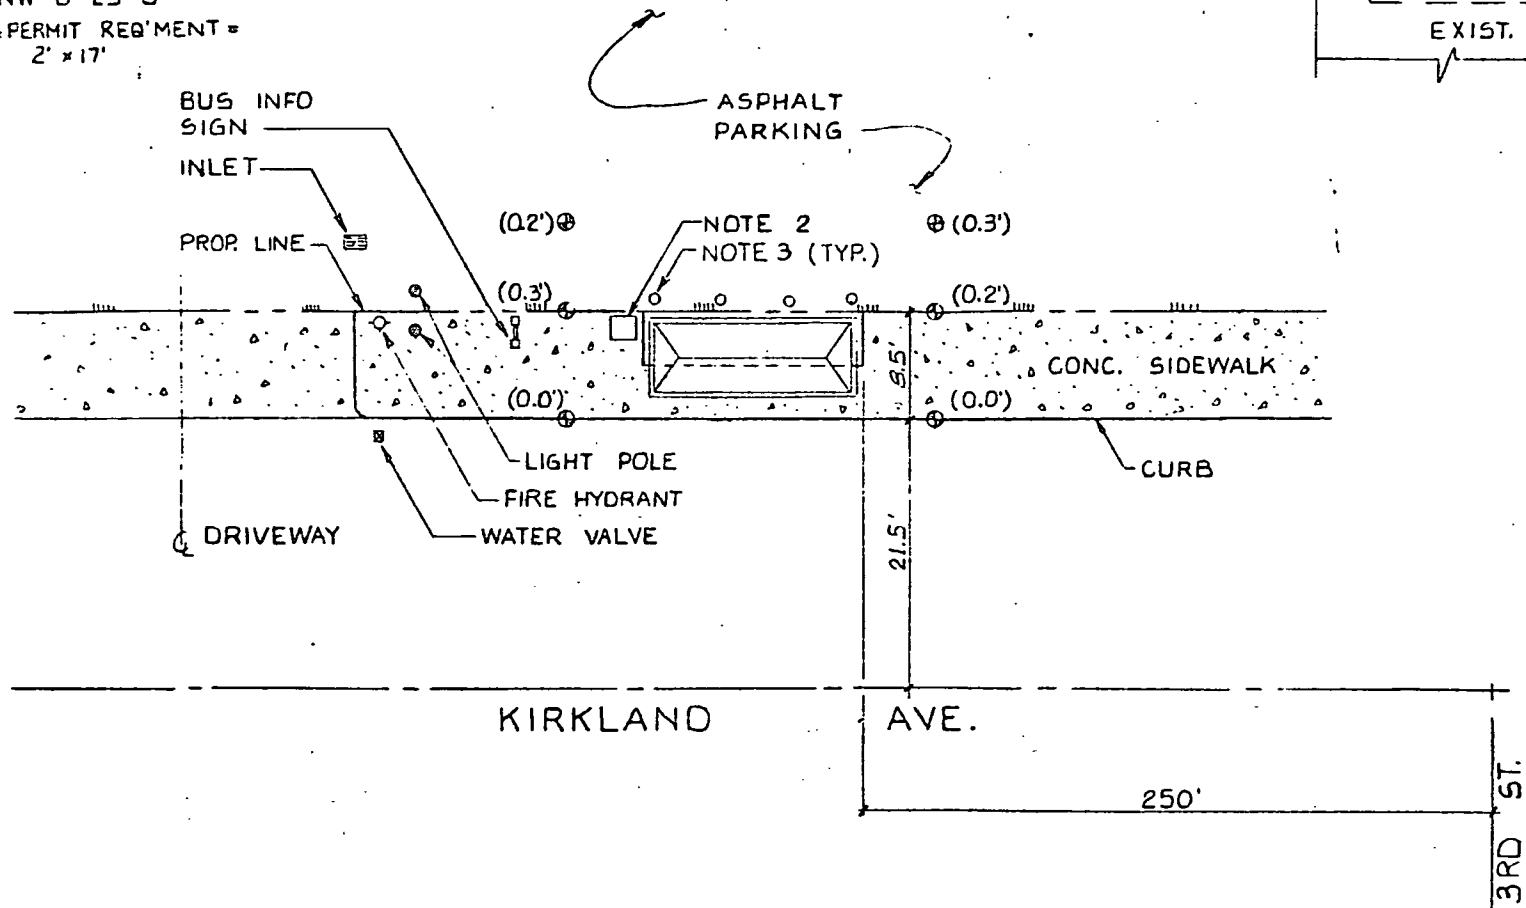 PERMIT REQ'MENT =
2' x 17'
EXIST.
BUS INFO
SIGN
ASPHALT
PARKING
INLET
(0.2')
NOTE 2
(0.3')
PROP. LINE
NOTE 3 (TYP.)
(0.3')
(0.2')
CONC. SIDEWALK
(0.0')
(0.0')
LIGHT POLE
CURB
FIRE HYDRANT
DRIVEWAY
WATER VALVE
21.5'
KIRKLAND AVE.
250'
3RD ST.